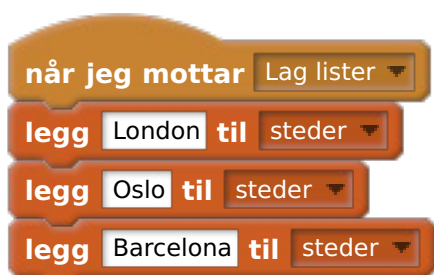 når jeg mottar Lag lister
legg London til steder
legg Oslo til steder
legg Barcelona til steder